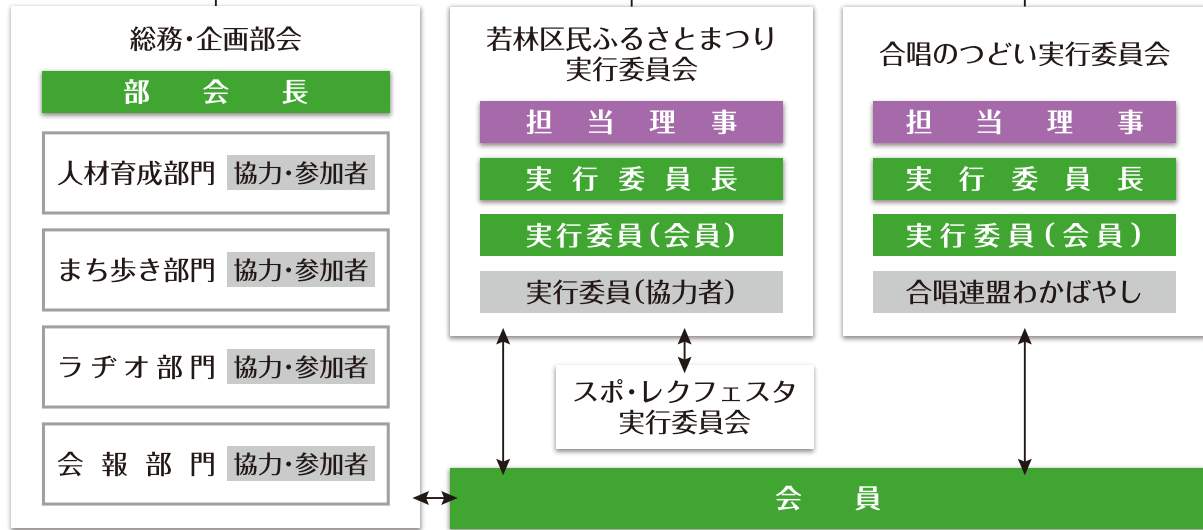 総務・企画部会
部会長
人材育成部門 協力・参加者
まち歩き部門 協力・参加者
ラヂオ部門 協力・参加者
会報部門 協力・参加者
若林区民ふるさとまつり
実行委員会
担当理事
実行委員長
実行委員(会員)
実行委員(協力者)
スポ・レクフェスタ
実行委員会
合唱のつどい実行委員会
担当理事
実行委員長
実行委員(会員)
合唱連盟わかばやし
会員